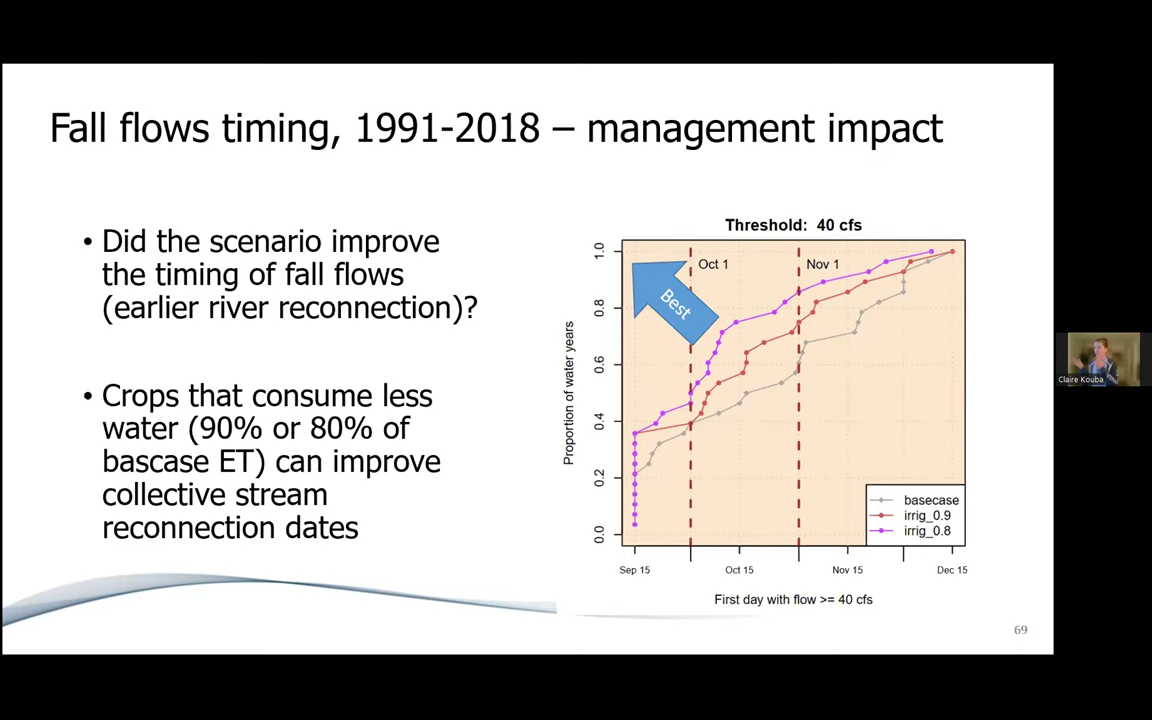 Fall flows timing, 1991-2018 – management impact
• Did the scenario improve
the timing of fall flows
(earlier river reconnection)?
• Crops that consume less
water (90% or 80% of
bascase ET) can improve
collective stream
reconnection dates
Threshold: 40 cfs
Oct 1
Nov 1
Best
Proportion of water years
1.0
0.8
0.6
0.4
0.2
0.0
basecase
irrig_0.9
irrig_0.8
Sep 15
Oct 15
Nov 15
Dec 15
First day with flow >= 40 cfs
69
Claire Kouba